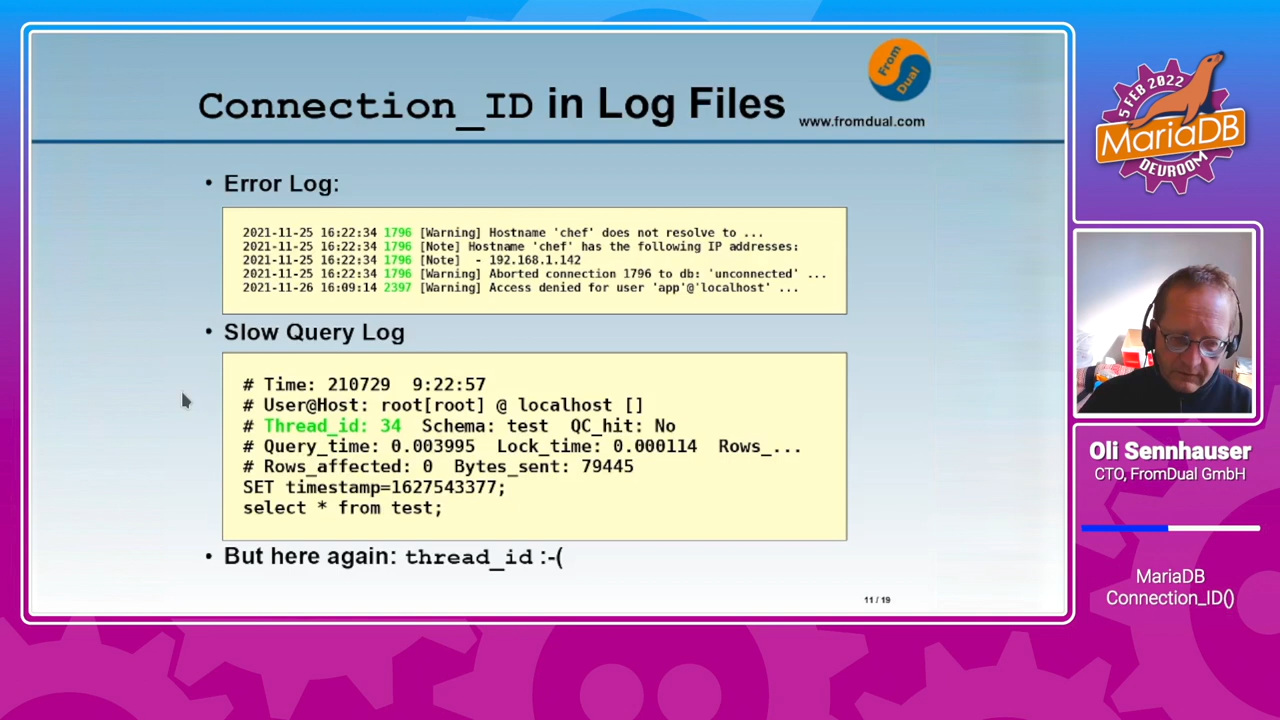 Connection_ID in Log Files
From
Dual
www.fromdual.com
• Error Log:
2021-11-25 16:22:34 1796 [Warning] Hostname 'chef' does not resolve to ...
2021-11-25 16:22:34 1796 [Note] Hostname 'chef' has the following IP addresses:
2021-11-25 16:22:34 1796 [Note]  - 192.168.1.142
2021-11-25 16:22:34 1796 [Warning] Aborted connection 1796 to db: 'unconnected' ...
2021-11-26 16:09:14 2397 [Warning] Access denied for user 'app'@'localhost' ...
• Slow Query Log
# Time: 210729  9:22:57
# User@Host: root[root] @ localhost []
# Thread_id: 34  Schema: test  QC_hit: No
# Query_time: 0.003995  Lock_time: 0.000114  Rows_...
# Rows_affected: 0  Bytes_sent: 79445
SET timestamp=1627543377;
select * from test;
• But here again: thread_id :-(
11 / 19
5 FEB 2022
MariaDB
DEVROOM
Oli Sennhauser
CTO, FromDual GmbH
MariaDB
Connection_ID()